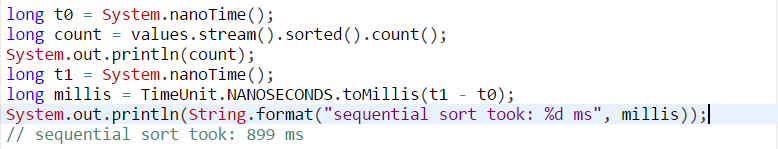 long t0 = System.nanoTime();
long count = values.stream().sorted().count();
System.out.println(count);
long t1 = System.nanoTime();
long millis = TimeUnit.NANOSECONDS.toMillis(t1 - t0);
System.out.println(String.format("sequential sort took: %d ms", millis));
// sequential sort took: 899 ms